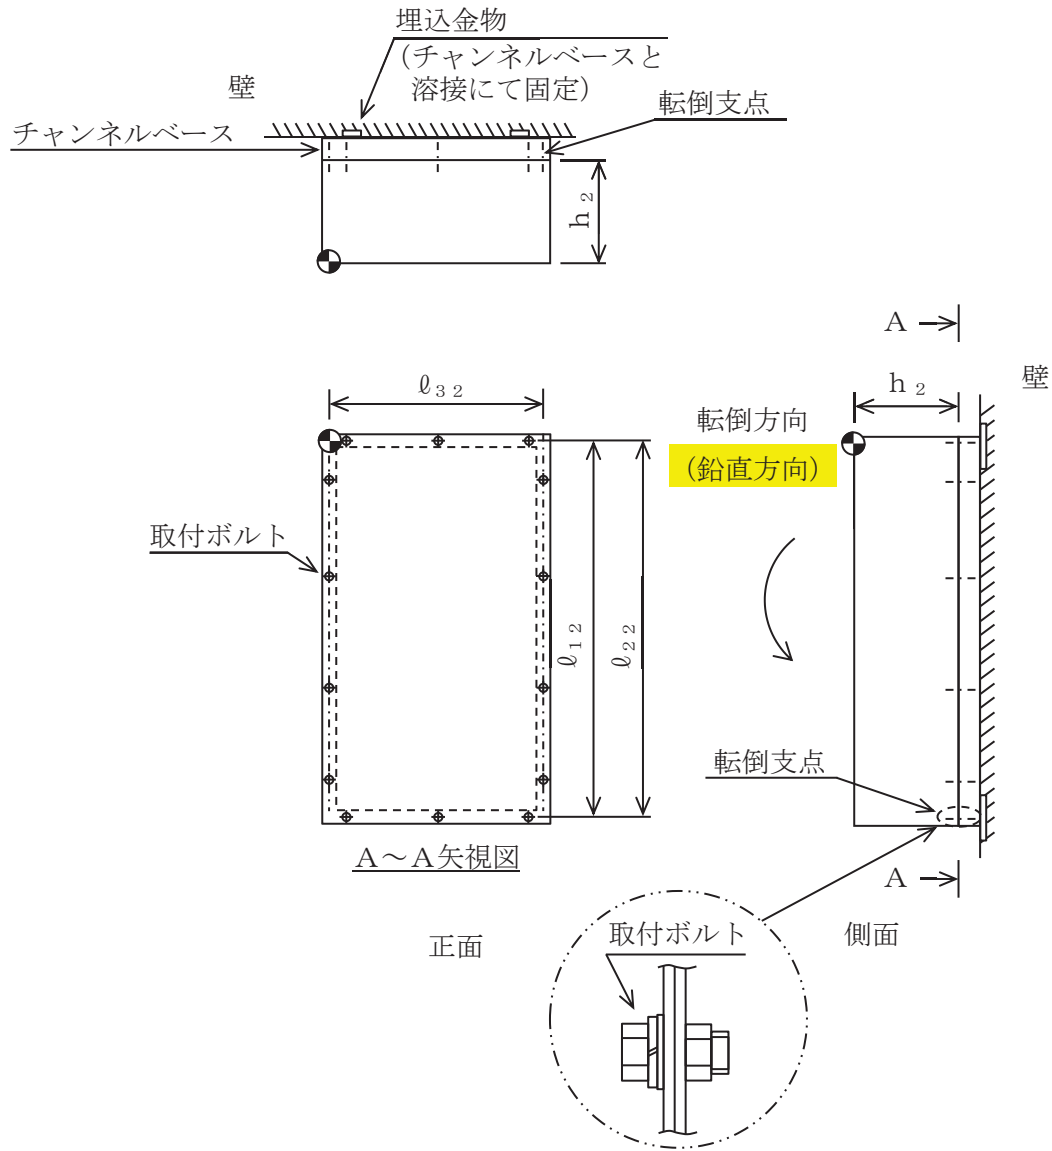 埋込金物
(チャンネルベースと
溶接にて固定)
壁
転倒支点
チャンネルベース
h₂
A
壁
ℓ₃₂
h₂
転倒方向
(鉛直方向)
取付ボルト
ℓ₁₂
ℓ₂₂
転倒支点
A～A矢視図
A
正面
取付ボルト
側面